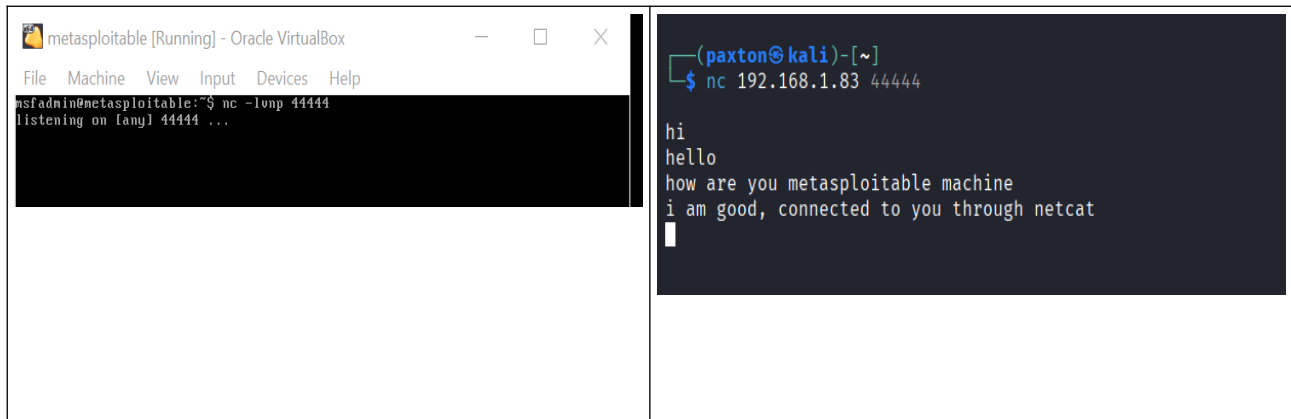 metasploitable [Running] - Oracle VirtualBox
File Machine View Input Devices Help
msfadmin@metasploitable:~$ nc -lvnp 44444
listening on [any] 44444 ...
┌──(paxton㉿kali)-[~]
└─$ nc 192.168.1.83 44444
hi
hello
how are you metasploitable machine
i am good, connected to you through netcat